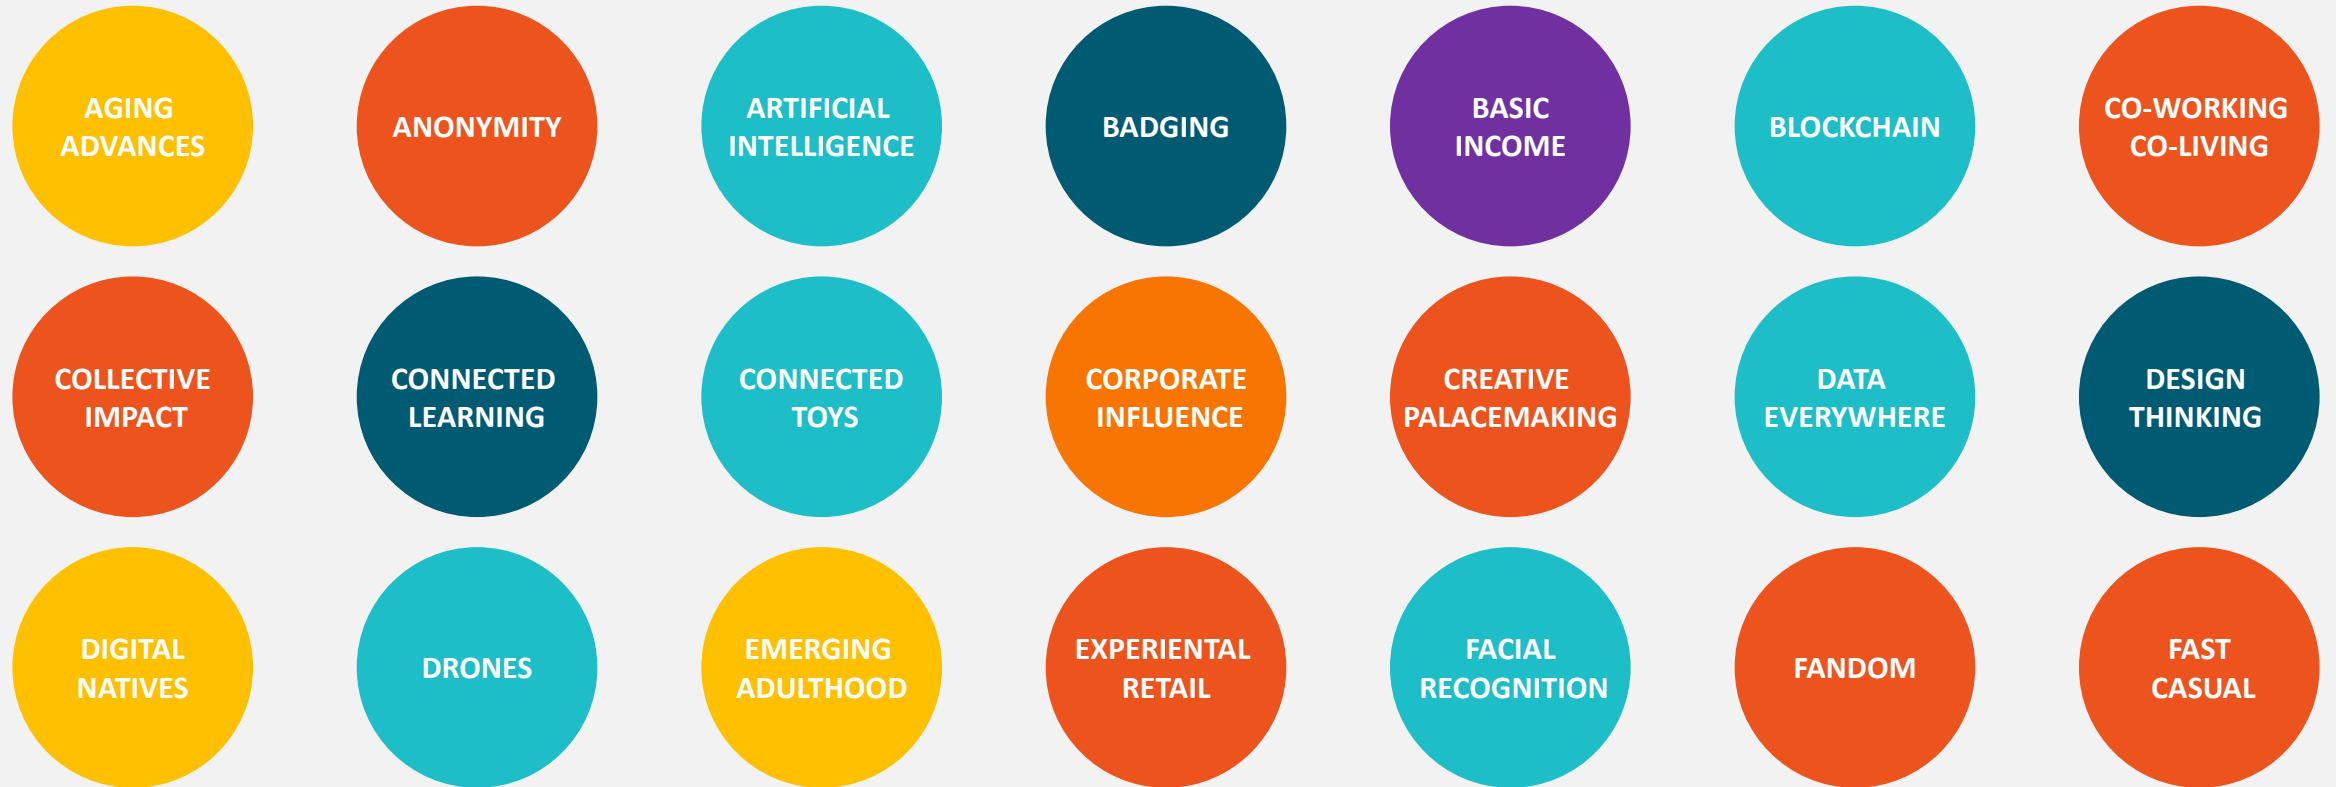 AGING
ADVANCES
ANONYMITY
ARTIFICIAL
INTELLIGENCE
BADGING
BASIC
INCOME
BLOCKCHAIN
CO-WORKING
CO-LIVING
COLLECTIVE
IMPACT
CONNECTED
LEARNING
CONNECTED
TOYS
CORPORATE
INFLUENCE
CREATIVE
PALACEMAKING
DATA
EVERYWHERE
DESIGN
THINKING
DIGITAL
NATIVES
DRONES
EMERGING
ADULTHOOD
EXPERIENTAL
RETAIL
FACIAL
RECOGNITION
FANDOM
FAST
CASUAL